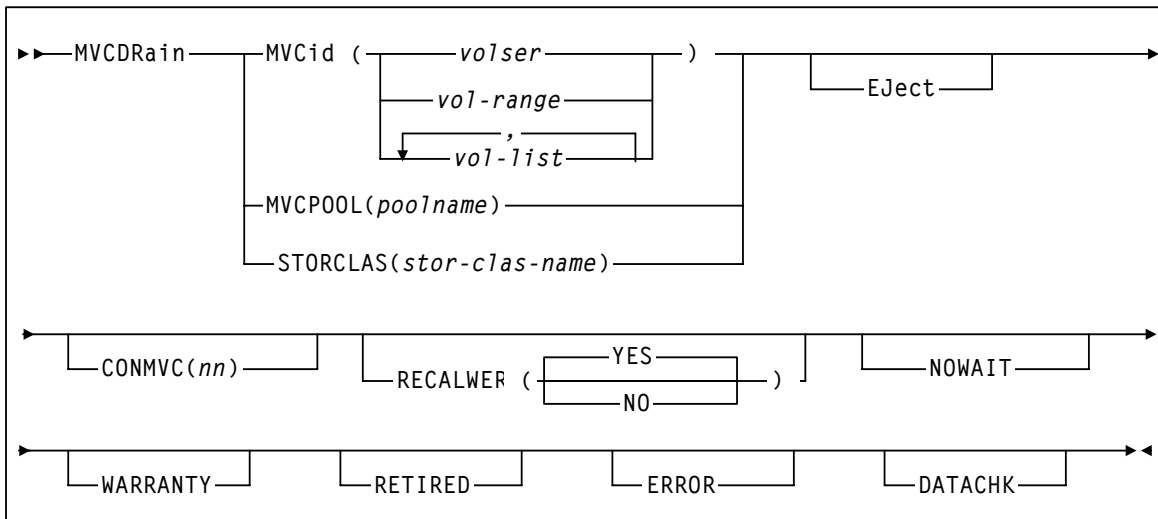 MVCDRain MVCid ( volser )
EJect
vol-range
,
vol-list
MVCPOOL(poolname)
STORCLAS(stor-clas-name)
CONMVC(nn)
RECALWER ( YES )
NO
NOWAIT
WARRANTY RETIRED ERROR DATACHK